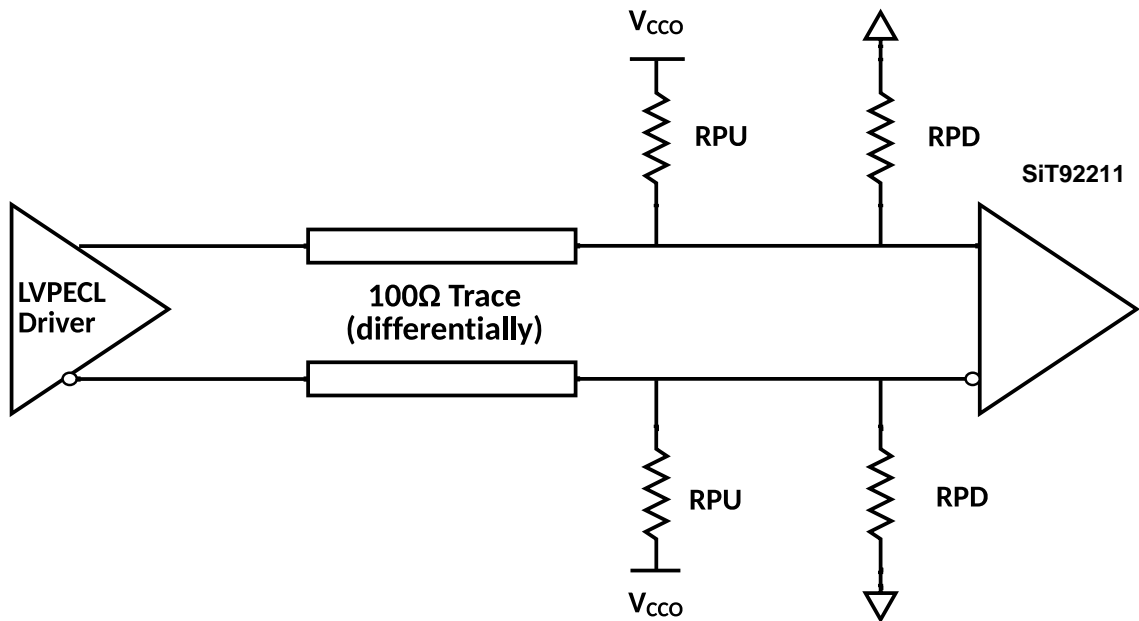 VCCO
RPU
RPD
SiT92211
LVPECL
Driver
100Ω Trace
(differentially)
RPU
RPD
VCCO